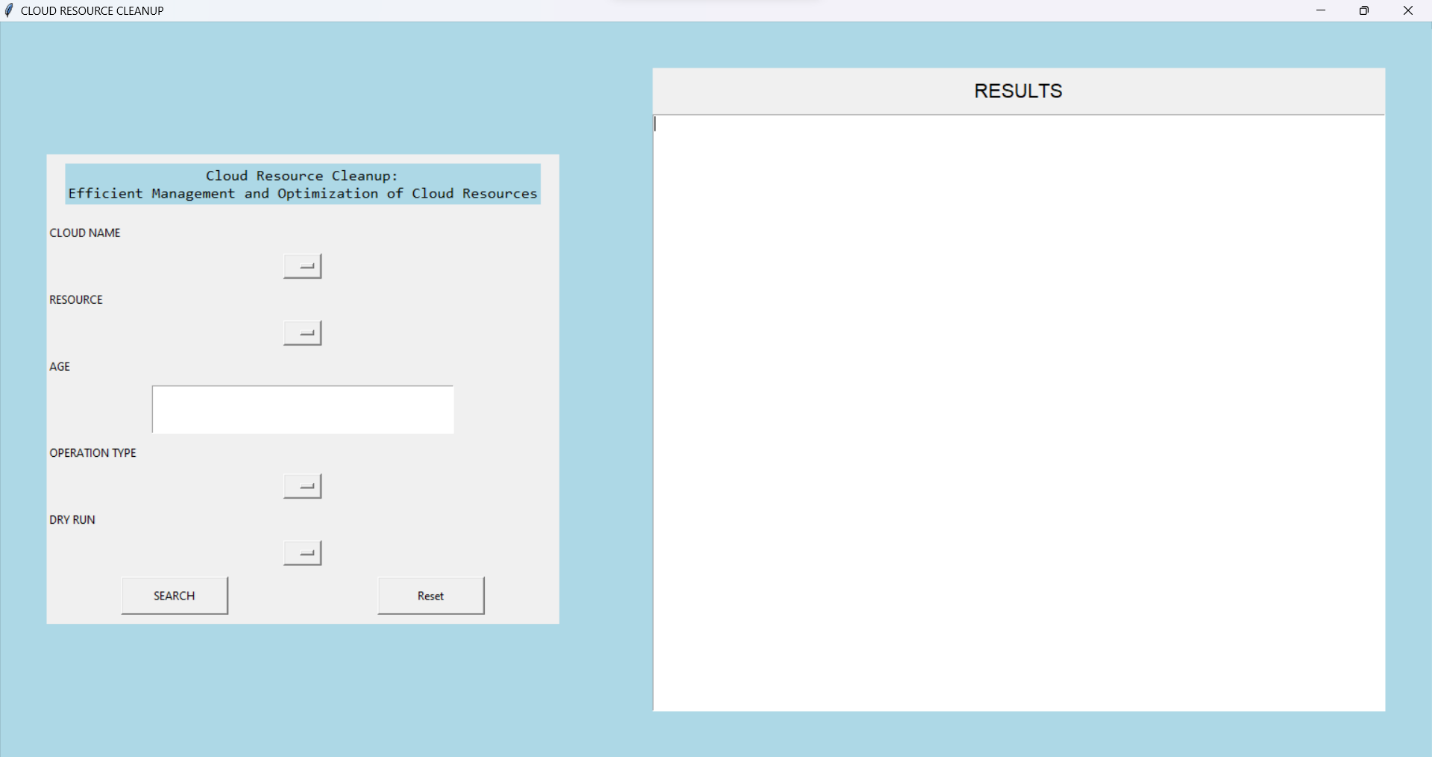 CLOUD RESOURCE CLEANUP
Cloud Resource Cleanup:
Efficient Management and Optimization of Cloud Resources
CLOUD NAME
RESOURCE
AGE
OPERATION TYPE
DRY RUN
SEARCH
Reset
RESULTS